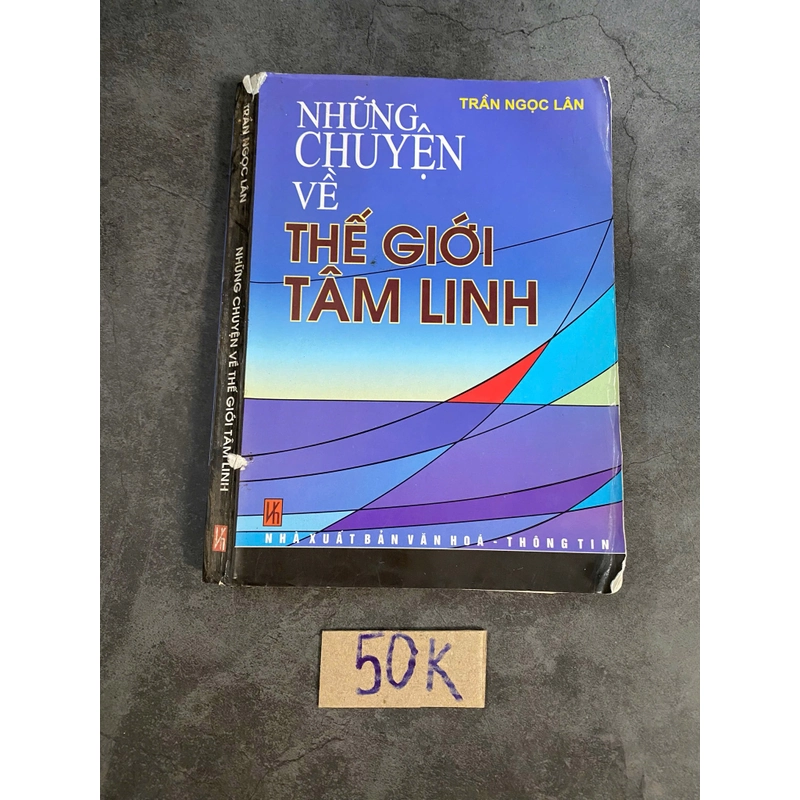 TRẦN NGỌC LÂN
NHỮNG
CHUYỆN
VỀ
THẾ GIỚI
TÂM LINH
NHÀ XUẤT BẢN VĂN HOÁ - THÔNG TIN
TRẦN NGỌC LÂN
NHỮNG CHUYỆN VỀ THẾ GIỚI TÂM LINH
50K